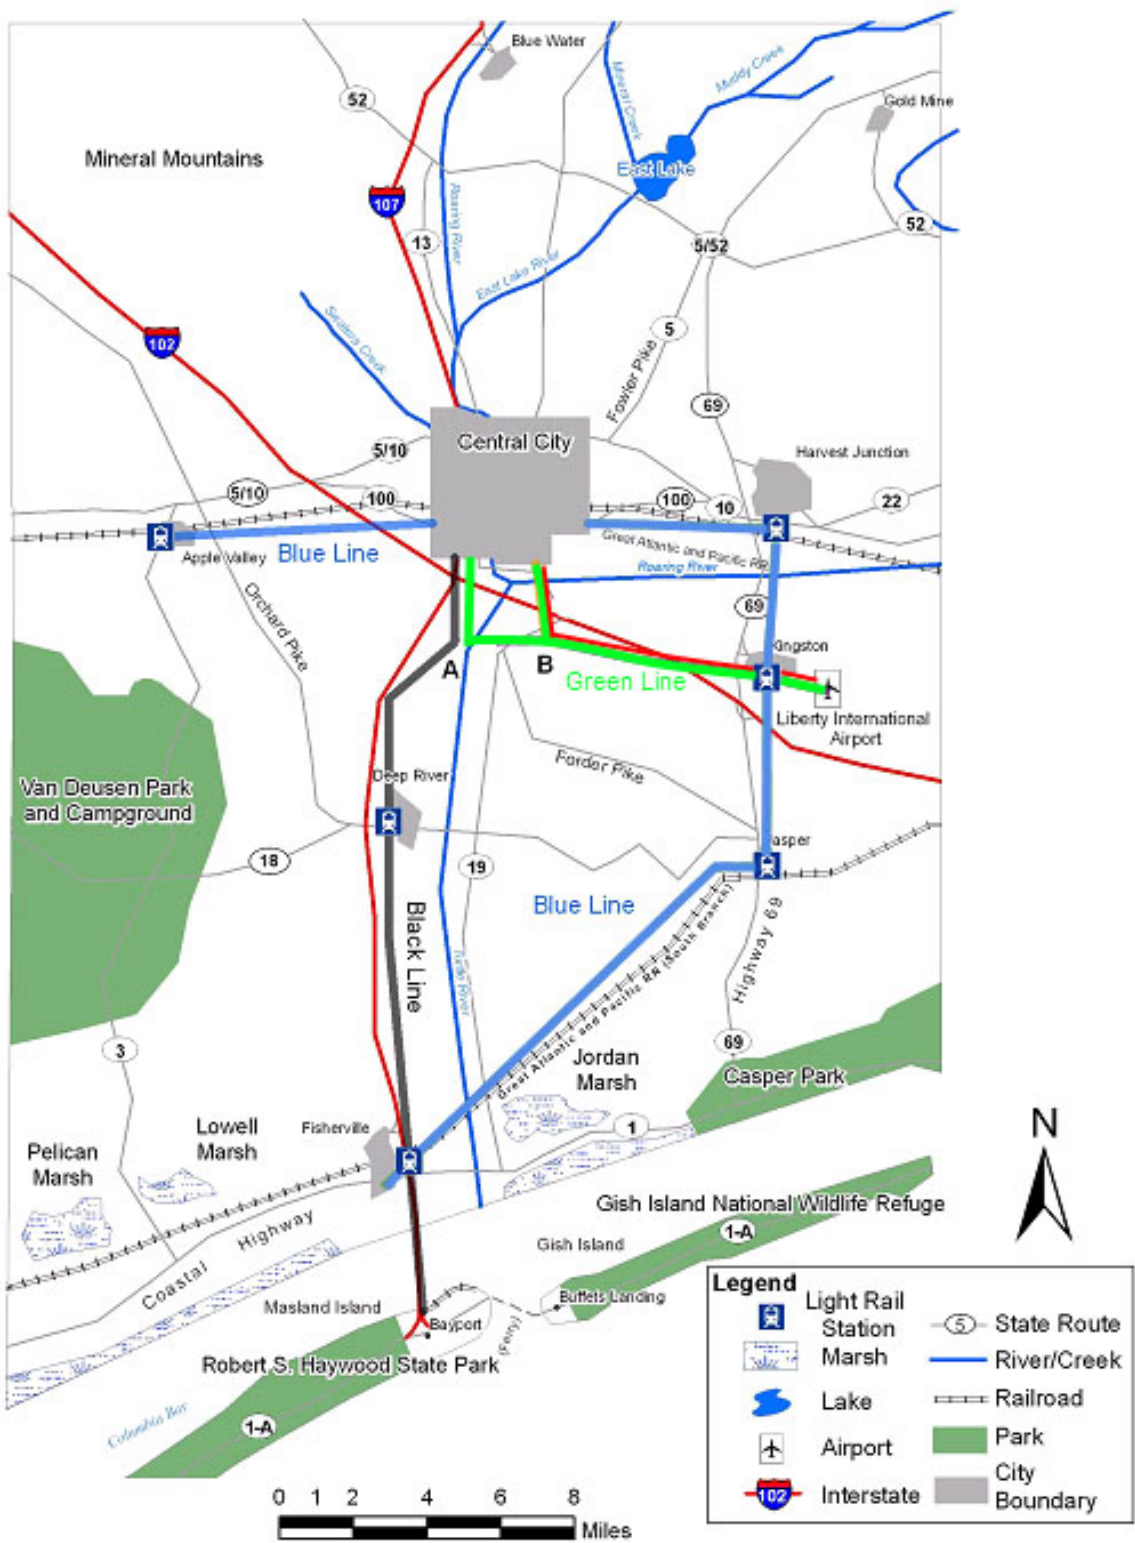 Blue Water
52
Mineral Creek
Muddy Creek
Gold Mine
Mineral Mountains
East Lake
107
Roaring River
13
5/52
52
East Lake River
102
5
Fowler Pike
69
5/10
Central City
Harvest Junction
5/10
100
100
10
22
Apple Valley
Blue Line
Great Atlantic and Pacific RR
Roaring River
Orchard Pike
69
A
B
Kingston
Green Line
Liberty International
Airport
Forder Pike
Deep River
Van Deusen Park
and Campground
asper
18
19
Blue Line
Black Line
Highway 69
Turtle River
Great Atlantic and Pacific RR (South Branch)
3
69
Jordan
Marsh
Casper Park
Lowell
Marsh
Fisherville
1
Pelican
Marsh
Coastal Highway
Gish Island National Wildlife Refuge
1-A
Gish Island
Masland Island
Buffets Landing
Bayport
(Ferry)
Robert S. Haywood State Park
Columbia Bay
1-A
N
0 1 2 4 6 8
Miles
Legend
Light Rail
Station
Marsh
Lake
Airport
102
Interstate
5
State Route
River/Creek
Railroad
Park
City
Boundary